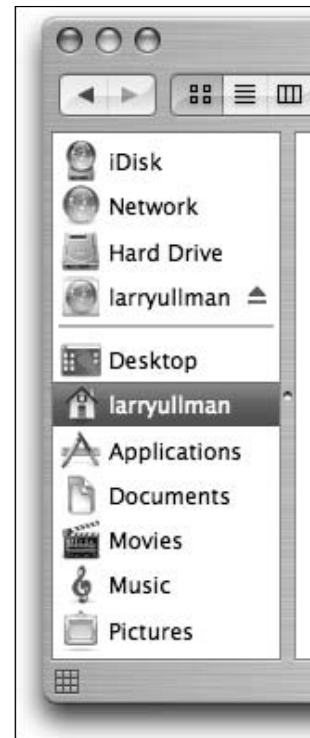 iDisk
Network
Hard Drive
larryullman
Desktop
larryullman
Applications
Documents
Movies
Music
Pictures